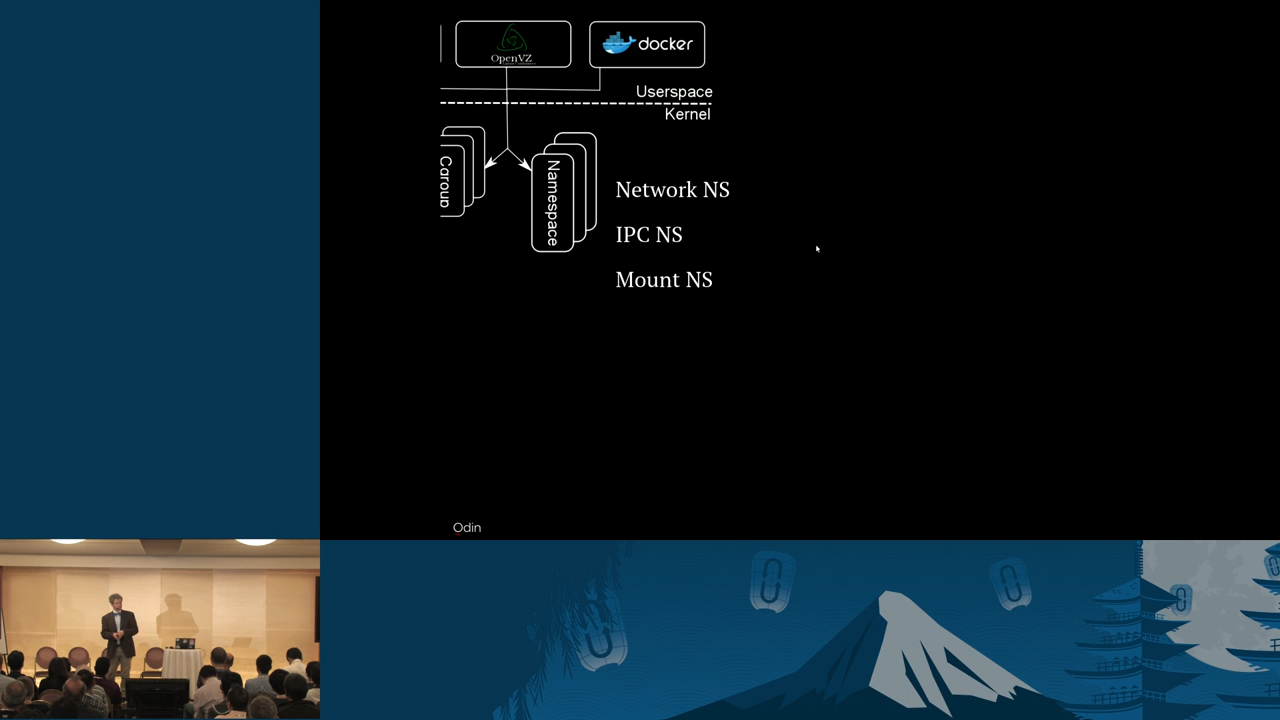 OpenVZ
docker
Userspace
Kernel
Cgroup
Namespace
Network NS
IPC NS
Mount NS
Odin